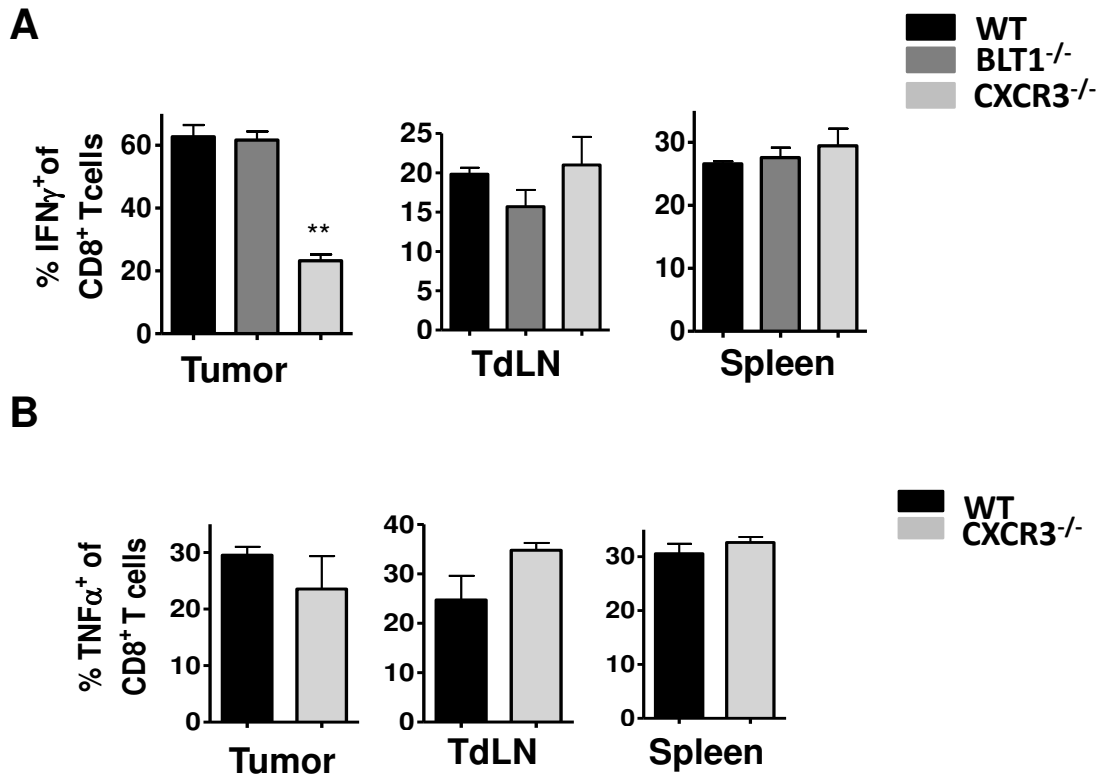 A
WT
BLT1-/-
CXCR3-/-
% IFNγ+ of
CD8+ T cells
60
40
20
0
Tumor
**
25
20
15
10
5
0
TdLN
30
20
10
0
Spleen
B
WT
CXCR3-/-
% TNFα+ of
CD8+ T cells
30
20
10
0
Tumor
40
30
20
10
0
TdLN
30
20
10
0
Spleen